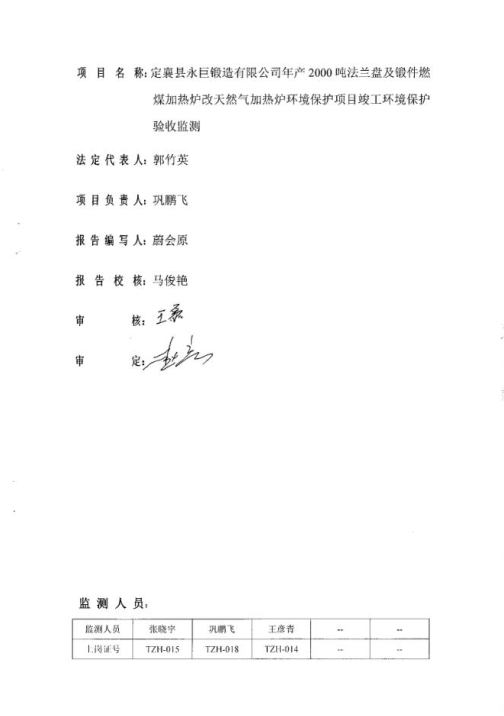 项目名称：定襄县永巨锻造有限公司年产2000吨法兰盘及锻件燃
煤加热炉改天然气加热炉环境保护项目竣工环境保护
验收监测
法定代表人：郭竹英
项目负责人：巩鹏飞
报告编写人：蔚会原
报告校核：马俊艳
审核：王
审定：
监测人员：
监测人员 张晓宇 巩鹏飞 王彦青 -- --
上岗证号 TZH-015 TZH-018 TZH-014 -- --